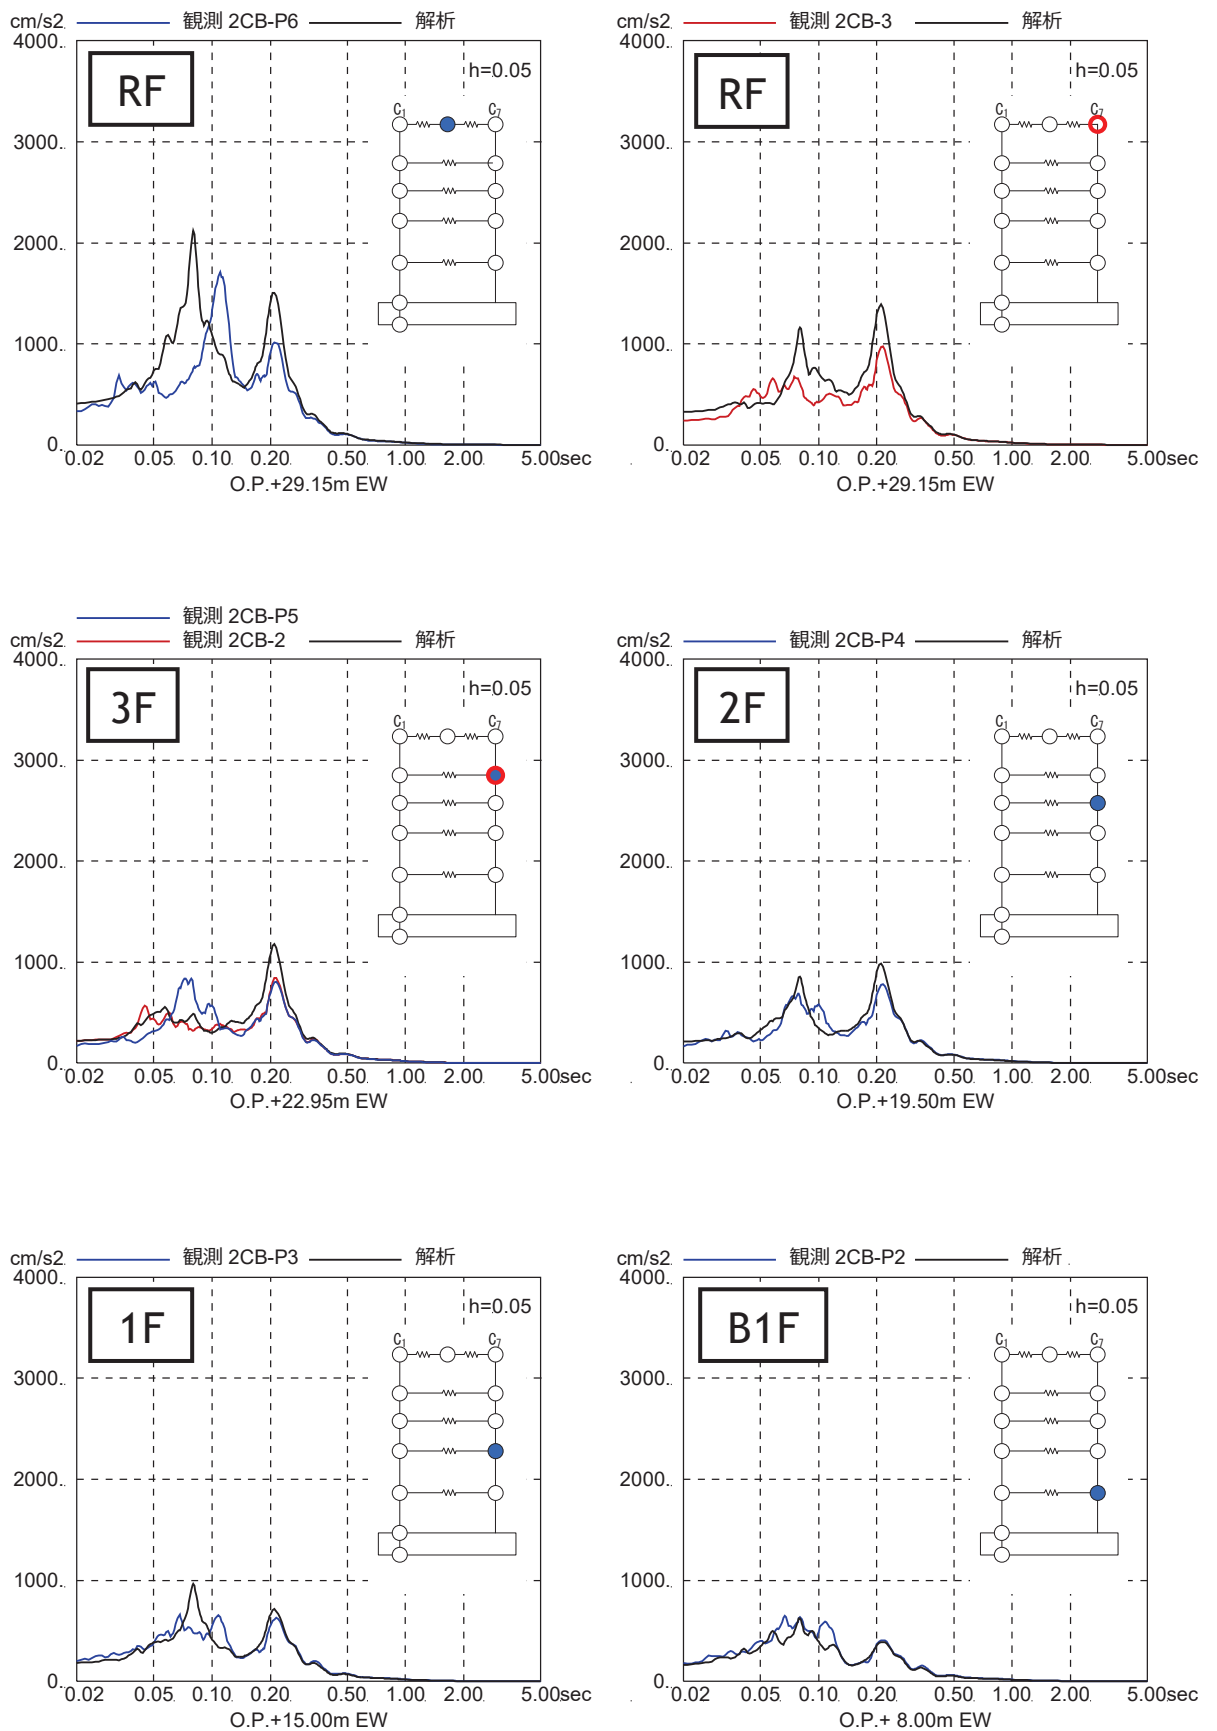 cm/s2 観測 2CB-P6 解析
4000.
RF
h=0.05
C1 C7
3000.
2000.
1000.
0.
0.02 0.05 0.10 0.20 0.50 1.00 2.00 5.00sec
O.P.+29.15m EW
cm/s2 観測 2CB-3 解析
4000.
RF
h=0.05
C1 C7
3000.
2000.
1000.
0.
0.02 0.05 0.10 0.20 0.50 1.00 2.00 5.00sec
O.P.+29.15m EW
観測 2CB-P5
cm/s2 観測 2CB-2 解析
4000.
3F
h=0.05
C1 C7
3000.
2000.
1000.
0.
0.02 0.05 0.10 0.20 0.50 1.00 2.00 5.00sec
O.P.+22.95m EW
cm/s2 観測 2CB-P4 解析
4000.
2F
h=0.05
C1 C7
3000.
2000.
1000.
0.
0.02 0.05 0.10 0.20 0.50 1.00 2.00 5.00sec
O.P.+19.50m EW
cm/s2 観測 2CB-P3 解析
4000.
1F
h=0.05
C1 C7
3000.
2000.
1000.
0.
0.02 0.05 0.10 0.20 0.50 1.00 2.00 5.00sec
O.P.+15.00m EW
cm/s2 観測 2CB-P2 解析
4000.
B1F
h=0.05
C1 C7
3000.
2000.
1000.
0.
0.02 0.05 0.10 0.20 0.50 1.00 2.00 5.00sec
O.P.+ 8.00m EW